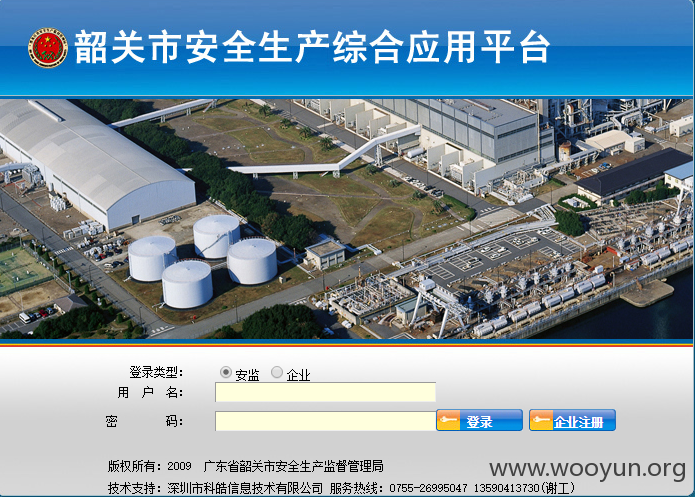 韶关市安全生产综合应用平台
登录类型： 安监 企业
用 户 名：
密 码： 登录 企业注册
版权所有：2009 广东省韶关市安全生产监督管理局
技术支持：深圳市科皓信息技术有限公司 服务热线：0755-26995047 13590413730(谢工)
www.wooyun.org